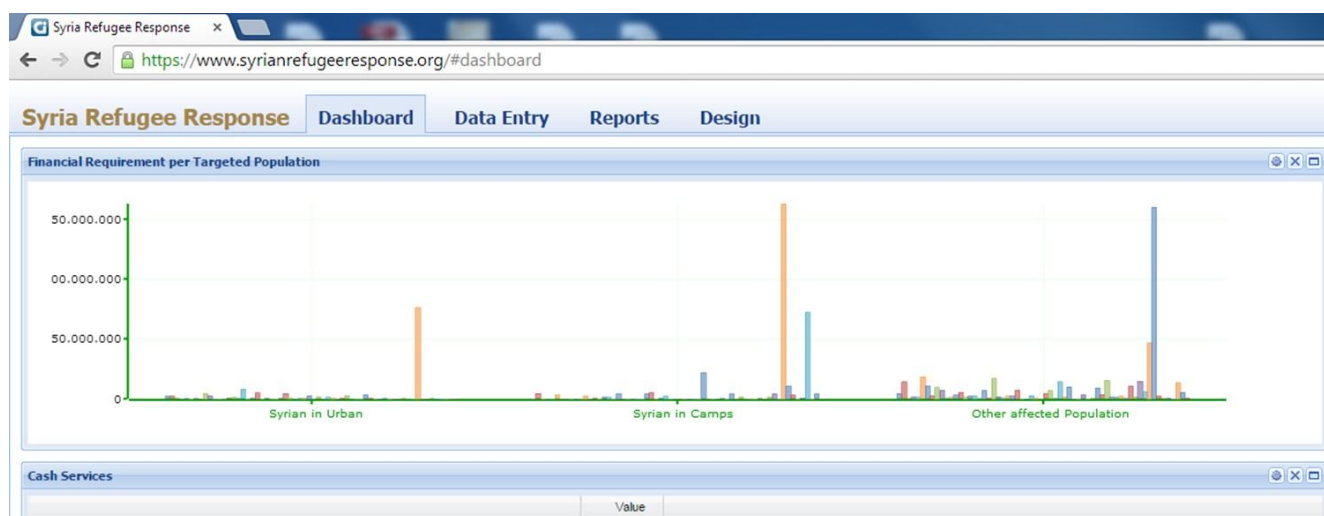 Syria Refugee Response
https://www.syrianrefugeeresponse.org/#dashboard
Syria Refugee Response Dashboard Data Entry Reports Design
Financial Requirement per Targeted Population
50.000.000
00.000.000
50.000.000
0
Syrian in Urban Syrian in Camps Other affected Population
Cash Services
Value